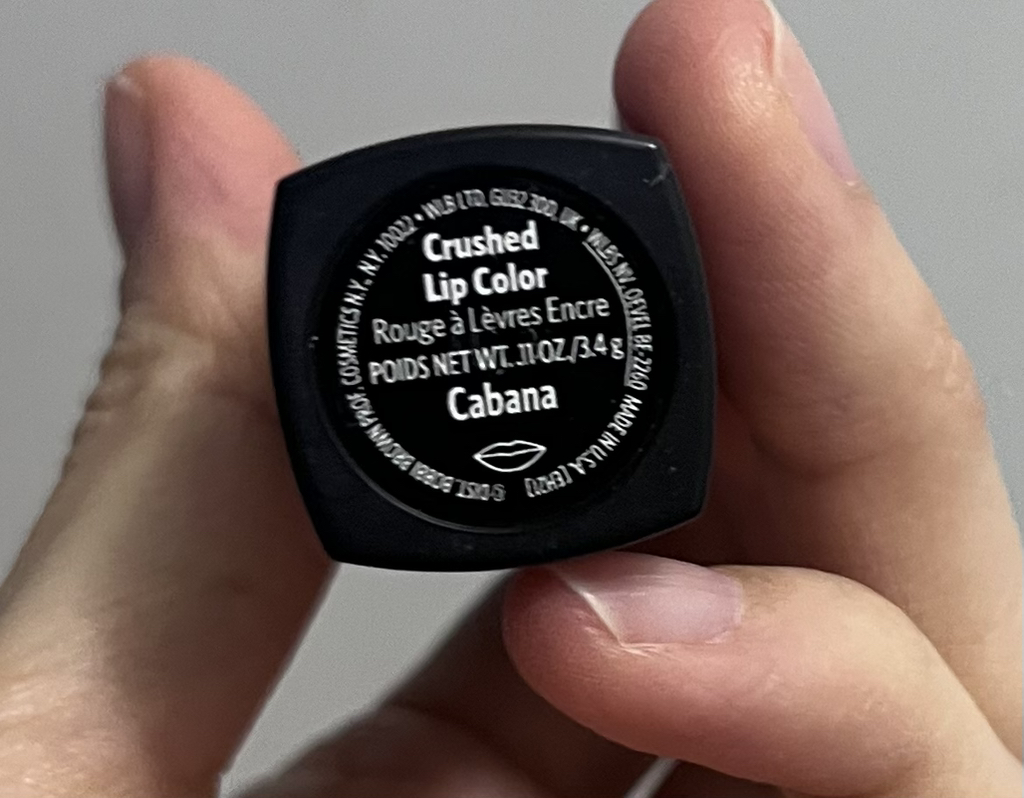 Crushed
Lip Color
Rouge à Lèvres Encre
POIDS NET WT. .11 OZ./3.4 g
Cabana
DIST. BOBBI BROWN PROF. COSMETICS N.Y., N.Y. 10022 • WLB LTD, GU32 3DD, UK • WLBS NV, OEVEL BE-2260 MADE IN U.S.A.